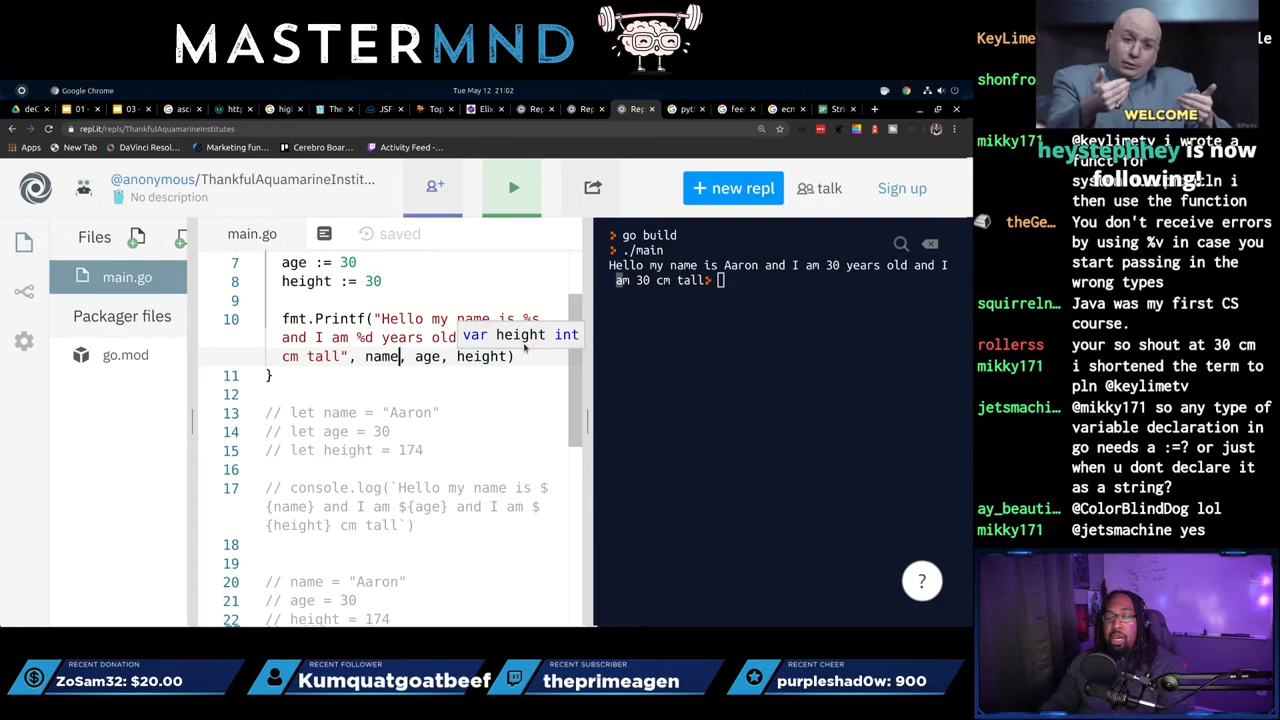 MASTERMND
Google Chrome
Tue May 12 21:02
repl.it/repls/ThankfulAquamarineInstitutes
Apps
New Tab
DaVinci Resol...
Marketing fun...
Cerebro Boar...
Activity Feed -...
@anonymous/ThankfulAquamarineInstit...
No description
+ new repl
talk
Sign up
Files
main.go
Packager files
go.mod
main.go
saved
7 age := 30
8 height := 30
9
10 fmt.Printf("Hello my name is %s
and I am %d years old
cm tall", name, age, height)
var height int
11 }
12
13 // let name = "Aaron"
14 // let age = 30
15 // let height = 174
16
17 // console.log(`Hello my name is $
{name} and I am ${age} and I am $
{height} cm tall`)
18
19
20 // name = "Aaron"
21 // age = 30
22 // height = 174
go build
./main
Hello my name is Aaron and I am 30 years old and I
am 30 cm tall>
?
WELCOME
KeyLime
shonfro
heystephhey is now
following!
mikky171 @keylimetv i wrote a
funct for
then use the function
theGe... You don't receive errors
by using %v in case you
start passing in the
wrong types
squirreln... Java was my first CS
course.
rollerss your so shout at 30 cm
mikky171 i shortened the term to
pln @keylimetv
jetsmachi... @mikky171 so any type of
variable declaration in
go needs a :=? or just
when u dont declare it
as a string?
ay_beauti... @ColorBlindDog lol
mikky171 @jetsmachine yes
RECENT DONATION
ZoSam32: $20.00
RECENT FOLLOWER
Kumquatgoatbeef
RECENT SUBSCRIBER
theprimeagen
RECENT CHEER
purpleshad0w: 900